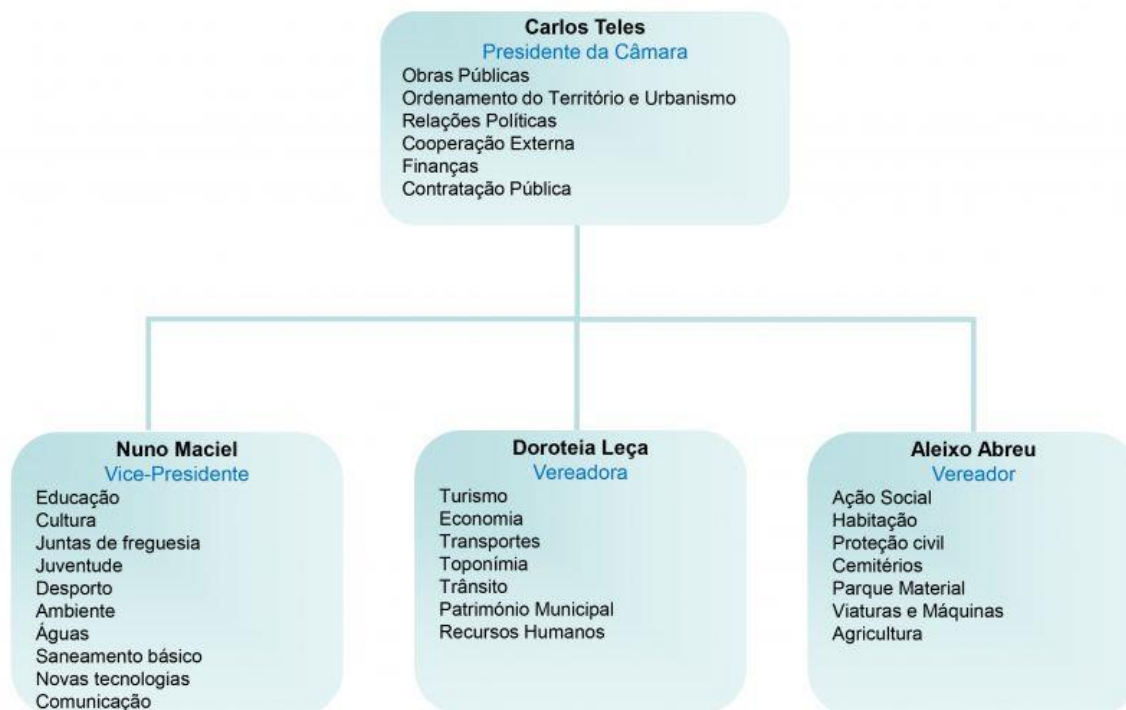 Carlos Teles
Presidente da Câmara
Obras Públicas
Ordenamento do Território e Urbanismo
Relações Políticas
Cooperação Externa
Finanças
Contratação Pública
Nuno Maciel
Vice-Presidente
Educação
Cultura
Juntas de freguesia
Juventude
Desporto
Ambiente
Águas
Saneamento básico
Novas tecnologias
Comunicação
Doroteia Leça
Vereadora
Turismo
Economia
Transportes
Toponímia
Trânsito
Património Municipal
Recursos Humanos
Aleixo Abreu
Vereador
Ação Social
Habitação
Proteção civil
Cemitérios
Parque Material
Viaturas e Máquinas
Agricultura